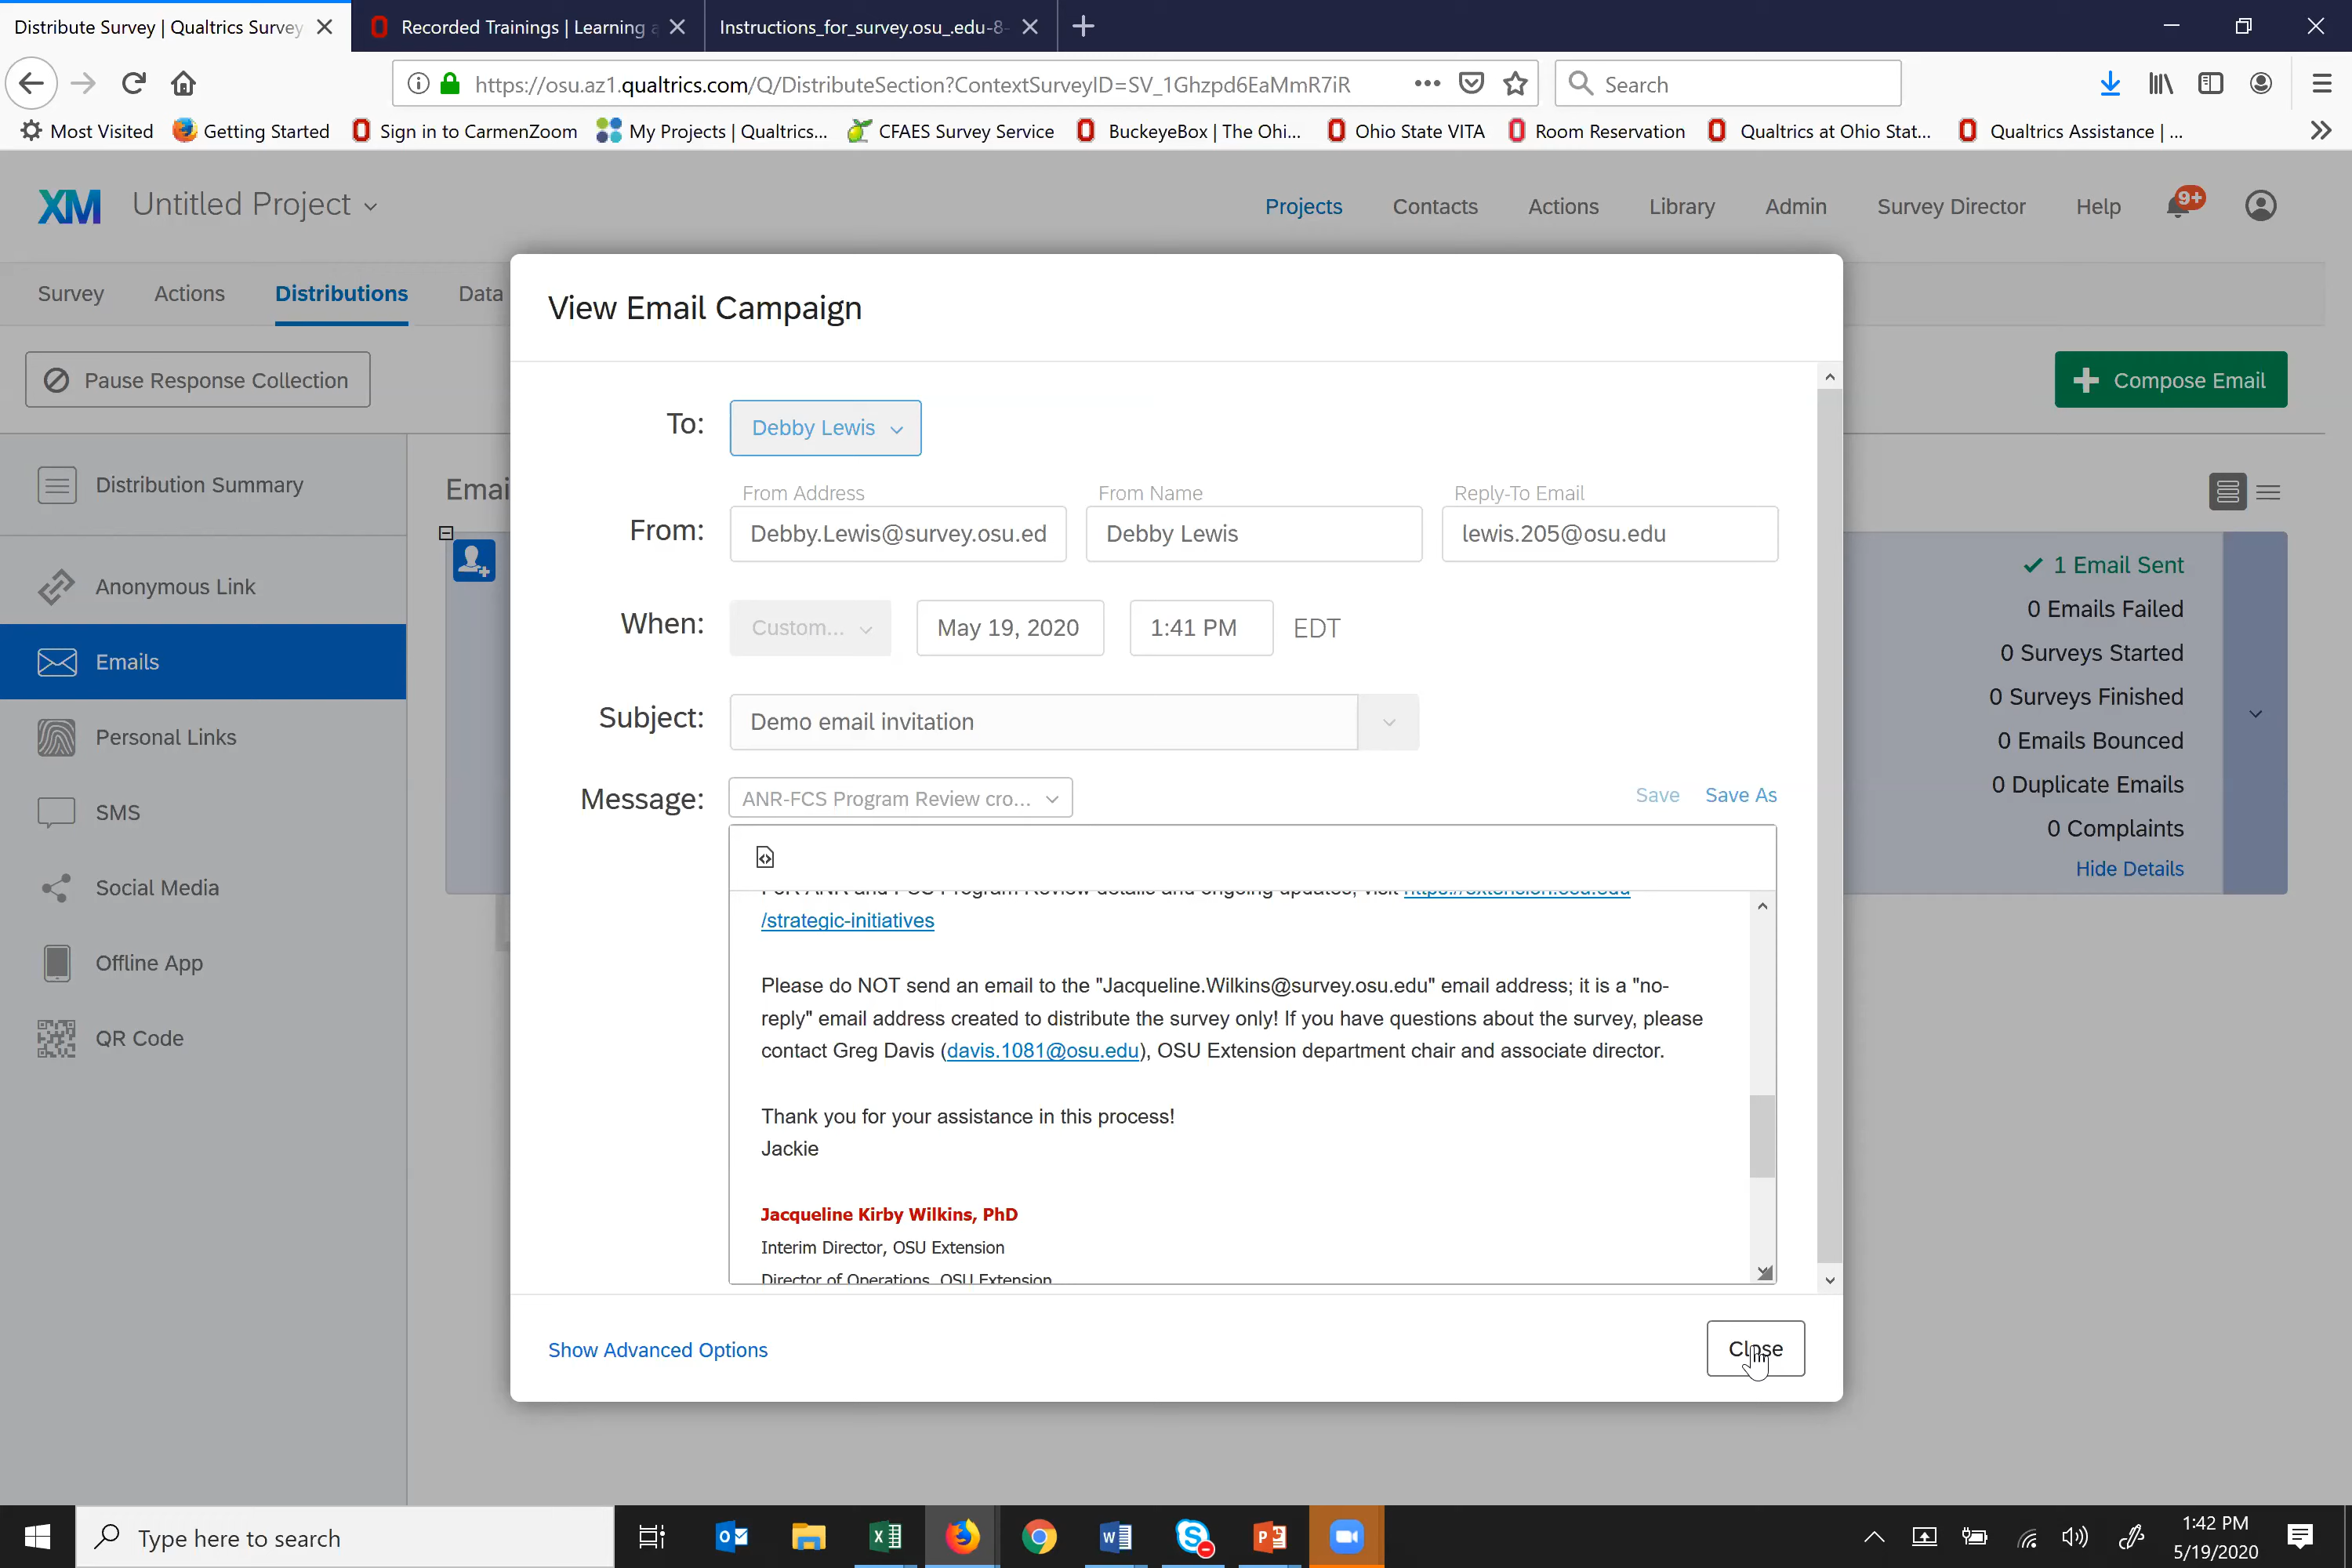 Distribute Survey | Qualtrics Survey
Recorded Trainings | Learning a
Instructions_for_survey.osu_.edu-8-
https://osu.az1.qualtrics.com/Q/DistributeSection?ContextSurveyID=SV_1Ghzpd6EaMmR7iR
Search
Most Visited
Getting Started
Sign in to CarmenZoom
My Projects | Qualtrics...
CFAES Survey Service
BuckeyeBox | The Ohi...
Ohio State VITA
Room Reservation
Qualtrics at Ohio Stat...
Qualtrics Assistance | ...
XM
Untitled Project
Projects
Contacts
Actions
Library
Admin
Survey Director
Help
9+
Survey
Actions
Distributions
Data
Pause Response Collection
Compose Email
Distribution Summary
Anonymous Link
Emails
Personal Links
SMS
Social Media
Offline App
QR Code
Emai
View Email Campaign
To:
Debby Lewis
From Address
From Name
Reply-To Email
From:
Debby.Lewis@survey.osu.ed
Debby Lewis
lewis.205@osu.edu
When:
Custom...
May 19, 2020
1:41 PM
EDT
Subject:
Demo email invitation
Message:
ANR-FCS Program Review cro...
Save
Save As
For ANR and FCS Program Review details and ongoing updates, visit https://extension.osu.edu
/strategic-initiatives
Please do NOT send an email to the "Jacqueline.Wilkins@survey.osu.edu" email address; it is a "no-
reply" email address created to distribute the survey only! If you have questions about the survey, please
contact Greg Davis (davis.1081@osu.edu), OSU Extension department chair and associate director.
Thank you for your assistance in this process!
Jackie
Jacqueline Kirby Wilkins, PhD
Interim Director, OSU Extension
Director of Operations, OSU Extension
Show Advanced Options
Close
1 Email Sent
0 Emails Failed
0 Surveys Started
0 Surveys Finished
0 Emails Bounced
0 Duplicate Emails
0 Complaints
Hide Details
Type here to search
1:42 PM
5/19/2020